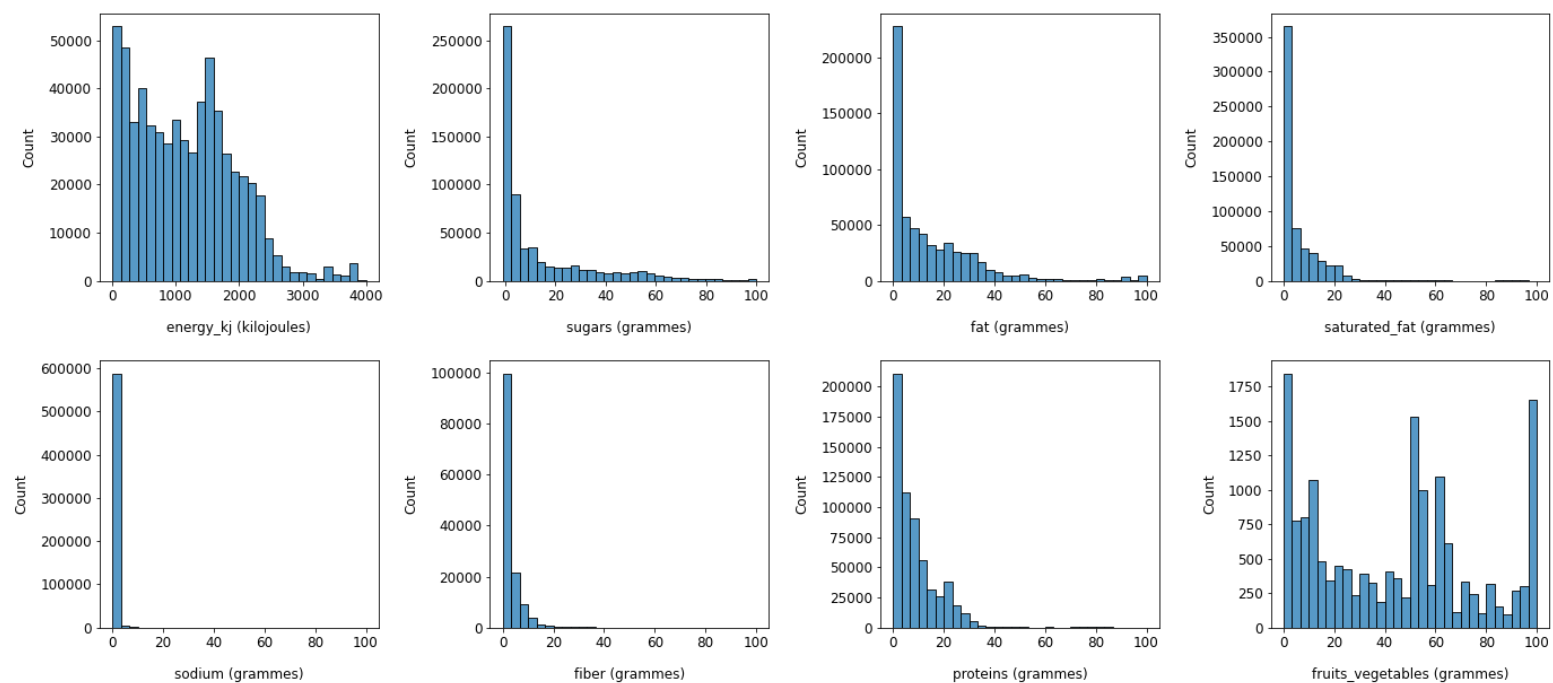 50000
40000
30000
20000
10000
0
Count
0 1000 2000 3000 4000
energy_kj (kilojoules)
250000
200000
150000
100000
50000
0
Count
0 20 40 60 80 100
sugars (grammes)
200000
150000
100000
50000
0
Count
0 20 40 60 80 100
fat (grammes)
350000
300000
250000
200000
150000
100000
50000
0
Count
0 20 40 60 80 100
saturated_fat (grammes)
600000
500000
400000
300000
200000
100000
0
Count
0 20 40 60 80 100
sodium (grammes)
100000
80000
60000
40000
20000
0
Count
0 20 40 60 80 100
fiber (grammes)
200000
175000
150000
125000
100000
75000
50000
25000
0
Count
0 20 40 60 80 100
proteins (grammes)
1750
1500
1250
1000
750
500
250
0
Count
0 20 40 60 80 100
fruits_vegetables (grammes)